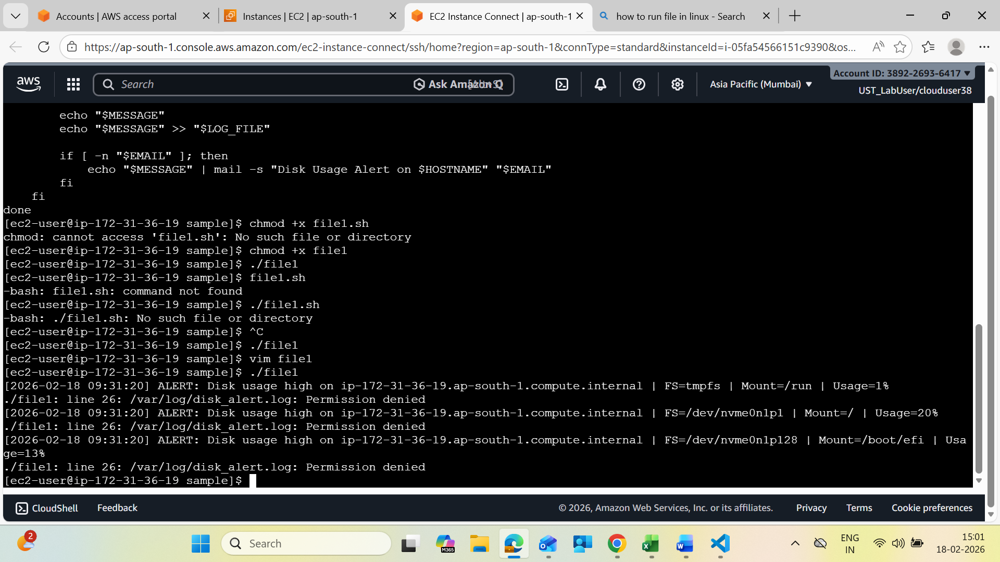 Accounts | AWS access portal
Instances | EC2 | ap-south-1
EC2 Instance Connect | ap-south-1
how to run file in linux - Search
https://ap-south-1.console.aws.amazon.com/ec2-instance-connect/ssh/home?region=ap-south-1&connType=standard&instanceId=i-05fa54566151c9390&os...
aws
Search
Ask Amazon Q
Asia Pacific (Mumbai)
Account ID: 3892-2693-6417
UST_LabUser/clouduser38
        echo "$MESSAGE"
        echo "$MESSAGE" >> "$LOG_FILE"
        if [ -n "$EMAIL" ]; then
            echo "$MESSAGE" | mail -s "Disk Usage Alert on $HOSTNAME" "$EMAIL"
        fi
    fi
done
[ec2-user@ip-172-31-36-19 sample]$ chmod +x file1.sh
chmod: cannot access 'file1.sh': No such file or directory
[ec2-user@ip-172-31-36-19 sample]$ chmod +x file1
[ec2-user@ip-172-31-36-19 sample]$ ./file1
[ec2-user@ip-172-31-36-19 sample]$ file1.sh
-bash: file1.sh: command not found
[ec2-user@ip-172-31-36-19 sample]$ ./file1.sh
-bash: ./file1.sh: No such file or directory
[ec2-user@ip-172-31-36-19 sample]$ ^C
[ec2-user@ip-172-31-36-19 sample]$ ./file1
[ec2-user@ip-172-31-36-19 sample]$ vim file1
[ec2-user@ip-172-31-36-19 sample]$ ./file1
[2026-02-18 09:31:20] ALERT: Disk usage high on ip-172-31-36-19.ap-south-1.compute.internal | FS=tmpfs | Mount=/run | Usage=1%
./file1: line 26: /var/log/disk_alert.log: Permission denied
[2026-02-18 09:31:20] ALERT: Disk usage high on ip-172-31-36-19.ap-south-1.compute.internal | FS=/dev/nvme0n1p1 | Mount=/ | Usage=20%
./file1: line 26: /var/log/disk_alert.log: Permission denied
[2026-02-18 09:31:20] ALERT: Disk usage high on ip-172-31-36-19.ap-south-1.compute.internal | FS=/dev/nvme0n1p128 | Mount=/boot/efi | Usa
ge=13%
./file1: line 26: /var/log/disk_alert.log: Permission denied
[ec2-user@ip-172-31-36-19 sample]$
CloudShell
Feedback
© 2026, Amazon Web Services, Inc. or its affiliates.
Privacy
Terms
Cookie preferences
2
Search
M365
ENG
IN
15:01
18-02-2026